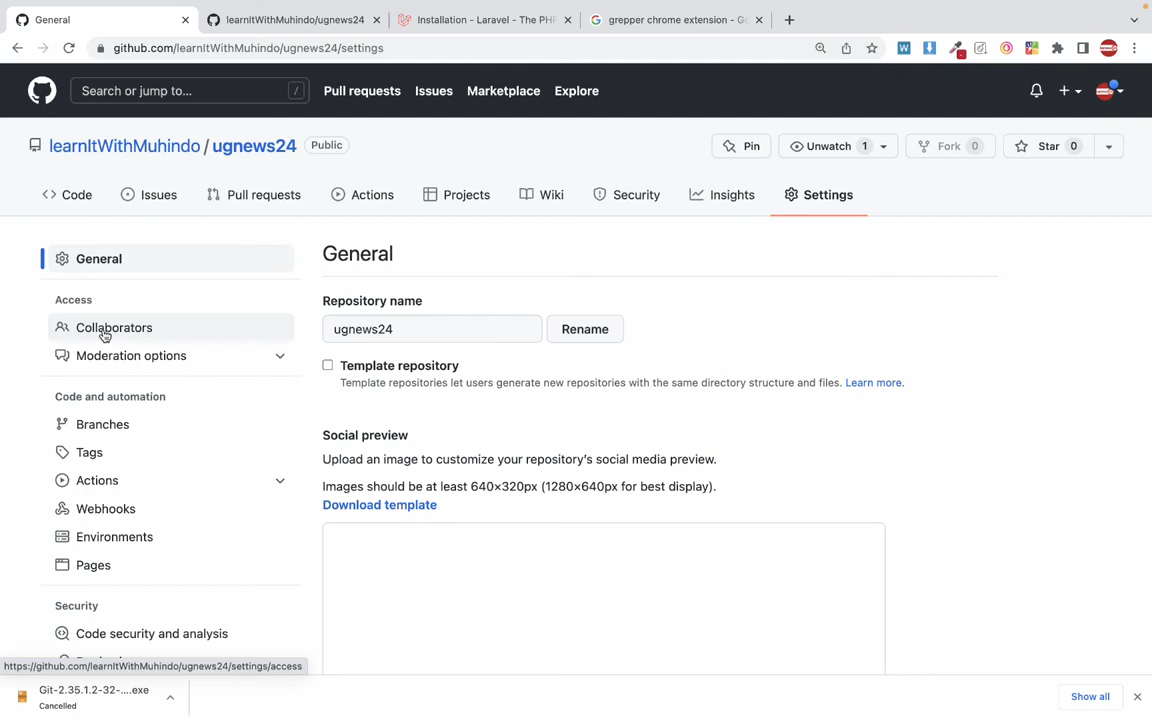 General
learnItWithMuhindo/ugnews24
Installation - Laravel - The PHP
grepper chrome extension - Go
github.com/learnItWithMuhindo/ugnews24/settings
Search or jump to... /
Pull requests Issues Marketplace Explore
learnItWithMuhindo / ugnews24 Public
Pin
Unwatch 1
Fork 0
Star 0
Code
Issues
Pull requests
Actions
Projects
Wiki
Security
Insights
Settings
General
Access
Collaborators
Moderation options
Code and automation
Branches
Tags
Actions
Webhooks
Environments
Pages
Security
Code security and analysis
General
Repository name
ugnews24
Rename
Template repository
Template repositories let users generate new repositories with the same directory structure and files. Learn more.
Social preview
Upload an image to customize your repository's social media preview.
Images should be at least 640×320px (1280×640px for best display).
Download template
https://github.com/learnItWithMuhindo/ugnews24/settings/access
Git-2.35.1.2-32-....exe
Cancelled
Show all